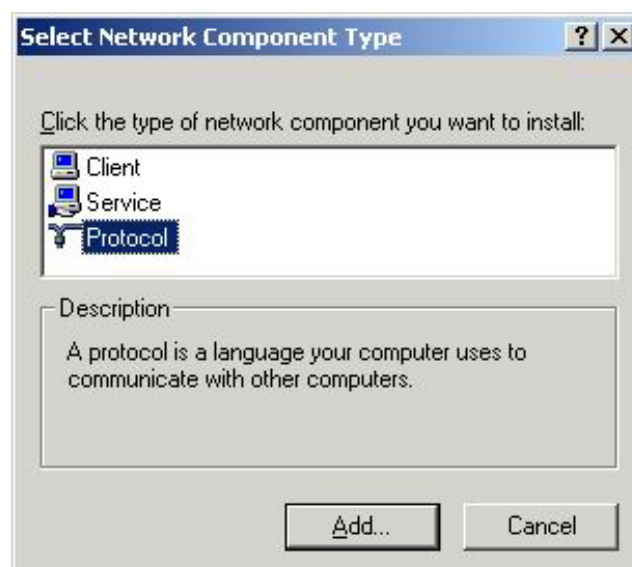 Select Network Component Type
Click the type of network component you want to install:
Client
Service
Protocol
Description
A protocol is a language your computer uses to
communicate with other computers.
Add...
Cancel